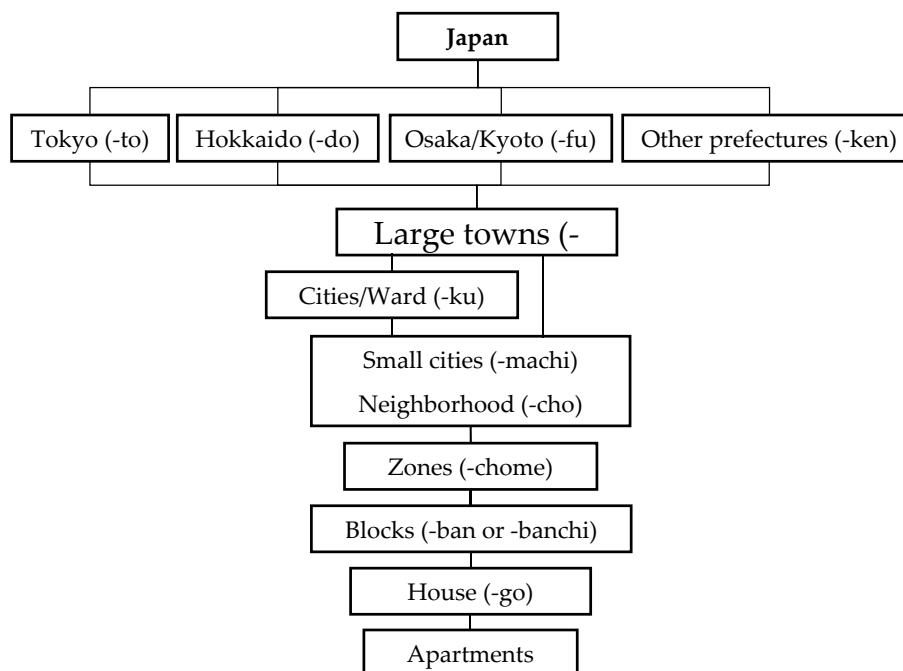 Japan
Tokyo (-to)
Hokkaido (-do)
Osaka/Kyoto (-fu)
Other prefectures (-ken)
Large towns (-
Cities/Ward (-ku)
Small cities (-machi)
Neighborhood (-cho)
Zones (-chome)
Blocks (-ban or -banchi)
House (-go)
Apartments